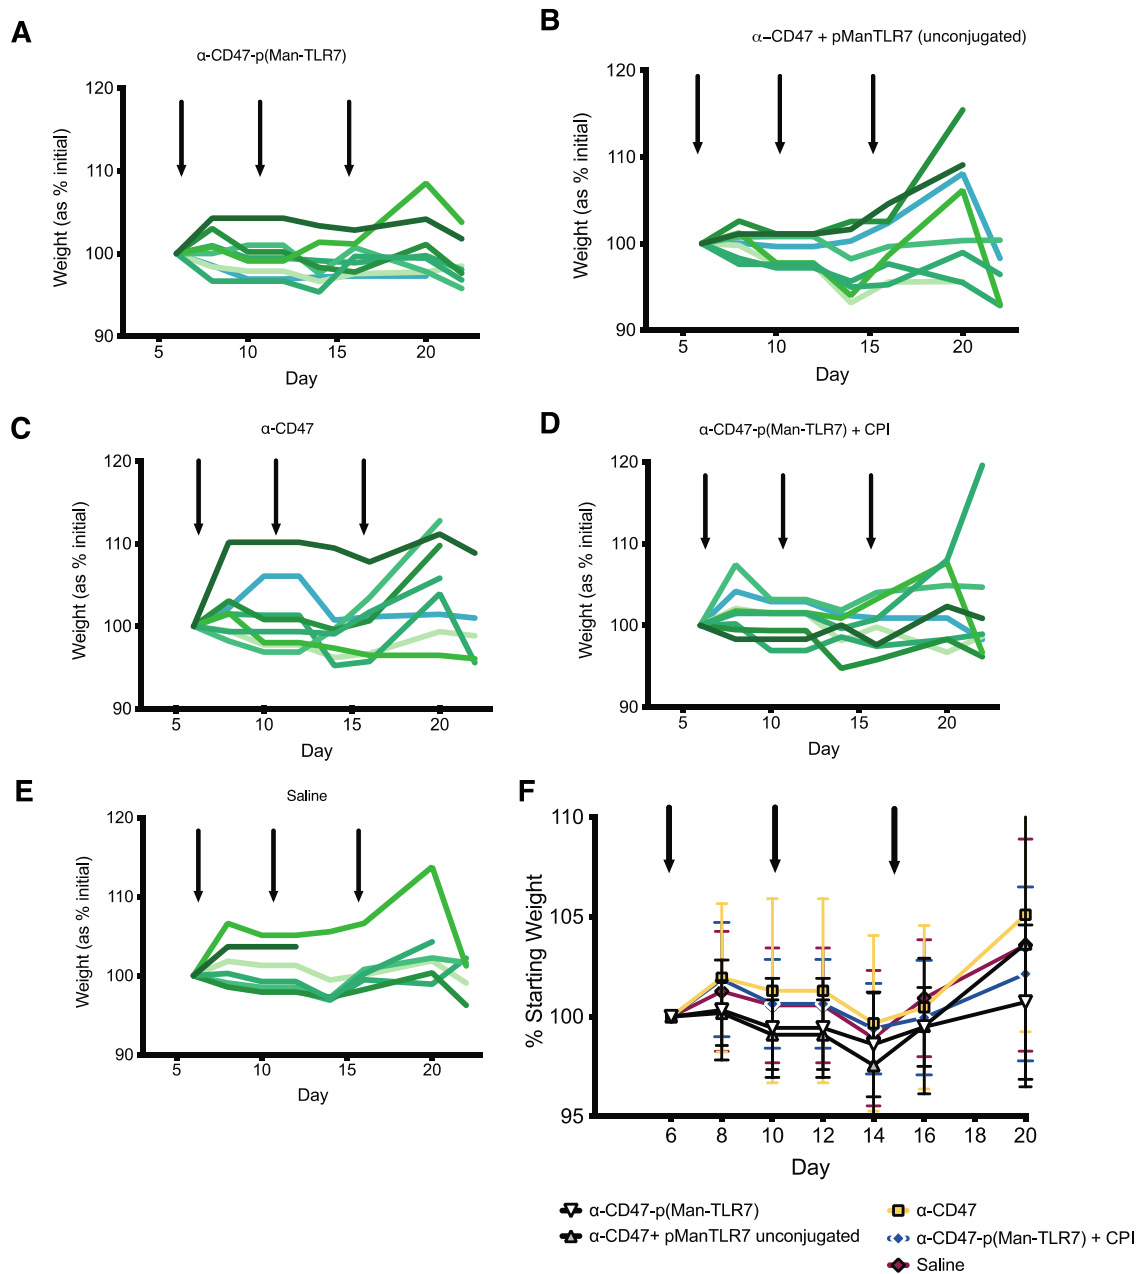 A
α-CD47-p(Man-TLR7)
120
110
100
90
Weight (as % initial)
5 10 15 20
Day
B
α–CD47 + pManTLR7 (unconjugated)
120
110
100
90
Weight (as % initial)
5 10 15 20
Day
C
α-CD47
120
110
100
90
Weight (as % initial)
5 10 15 20
Day
D
α-CD47-p(Man-TLR7) + CPI
120
110
100
90
Weight (as % initial)
5 10 15 20
Day
E
Saline
120
110
100
90
Weight (as % initial)
5 10 15 20
Day
F
110
105
100
95
% Starting Weight
6 8 10 12 14 16 18 20
Day
α-CD47-p(Man-TLR7)
α-CD47+ pManTLR7 unconjugated
α-CD47
α-CD47-p(Man-TLR7) + CPI
Saline